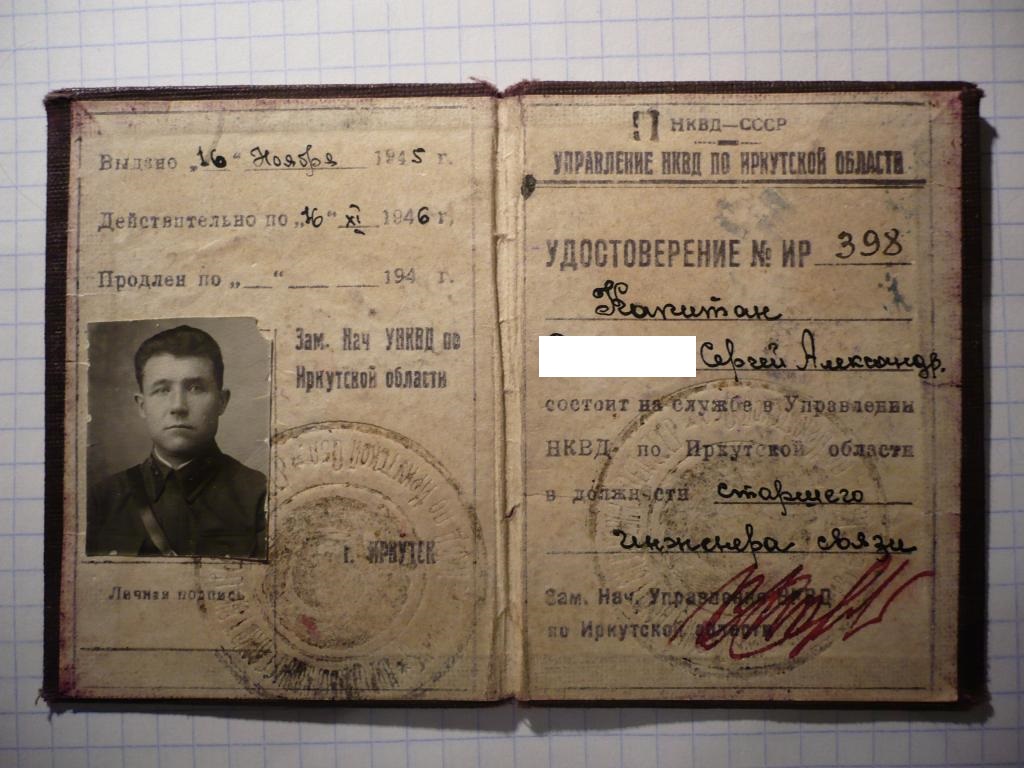 Выдано „16“ Ноября 1945 г.
Действительно по „16“ XI 1946 г.
Продлен по „ “ 194 г.
Зам. Нач УНКВД по
Иркутской области
г. ИРКУТСК
Личная подпись
НКВД—СССР
УПРАВЛЕНИЕ НКВД ПО ИРКУТСКОЙ ОБЛАСТИ
УДОСТОВЕРЕНИЕ № ИР 398
Капитан
Сергей Александр.
состоит на службе в Управлении
НКВД по Иркутской области
в должности старшего
инженера связи
Зам. Нач. Управления НКВД
по Иркутской области